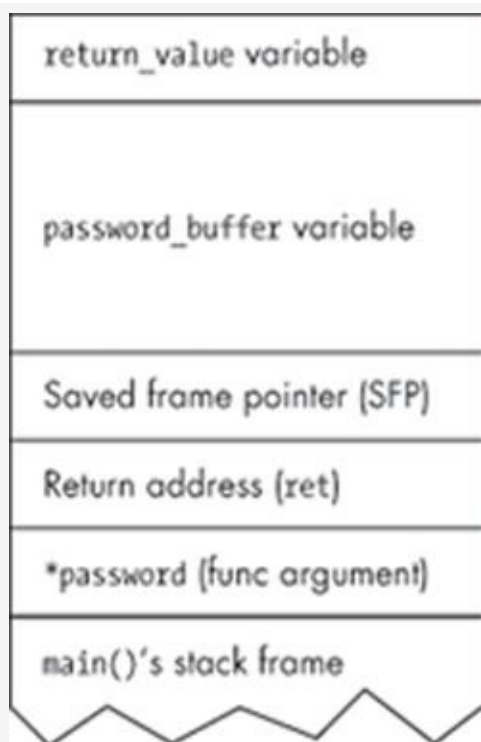 return_value variable
password_buffer variable
Saved frame pointer (SFP)
Return address (ret)
*password (func argument)
main()'s stack frame